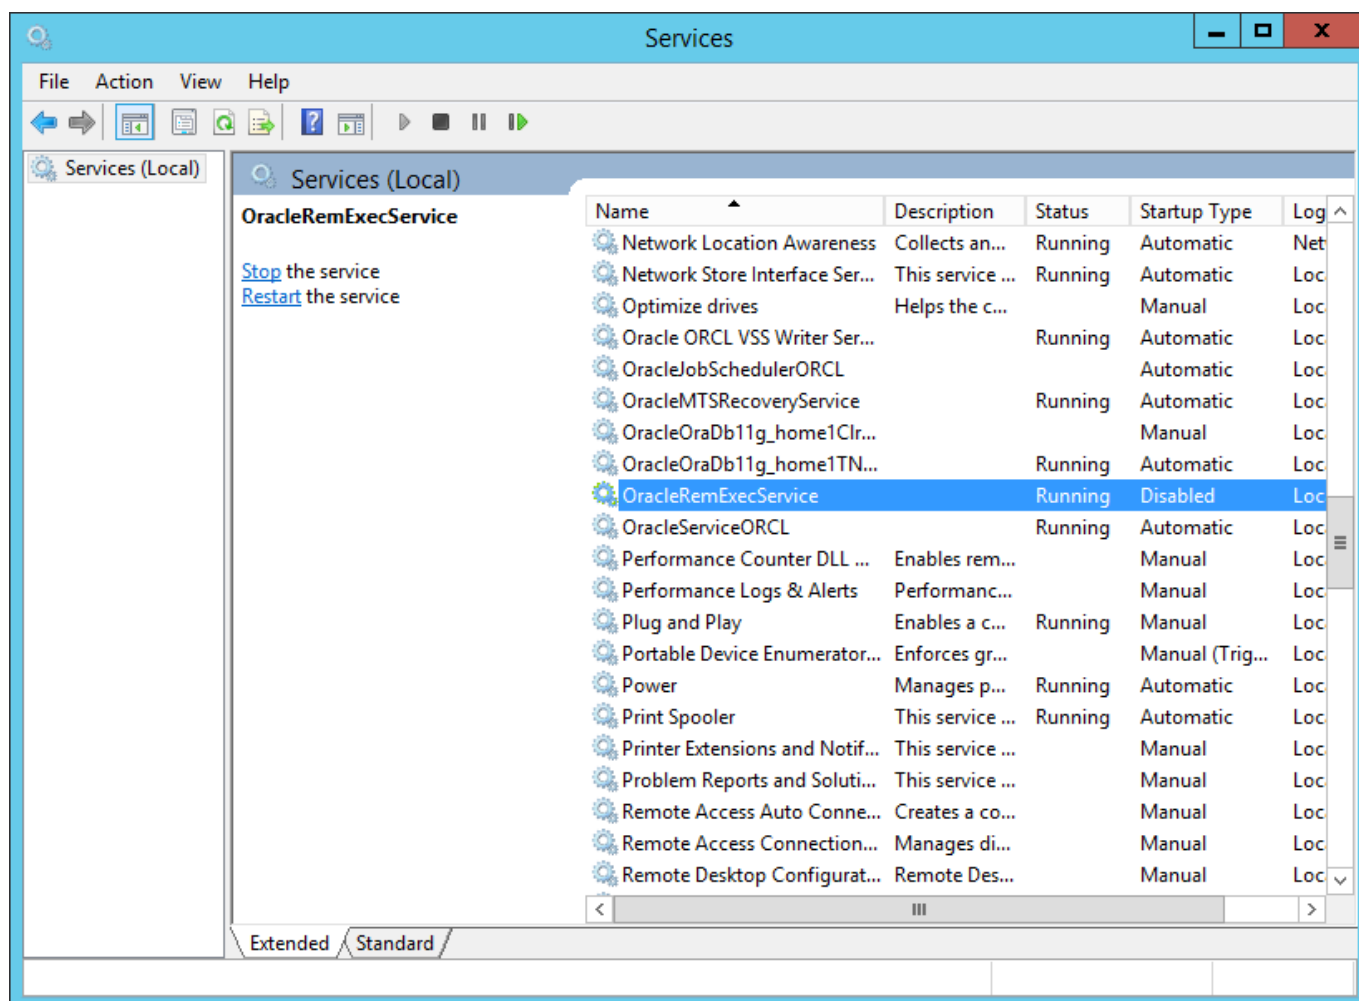 Services
File Action View Help
Services (Local)
Services (Local)
OracleRemExecService
Stop the service
Restart the service
Name Description Status Startup Type Log
Network Location Awareness Collects an... Running Automatic Net
Network Store Interface Ser... This service ... Running Automatic Loc
Optimize drives Helps the c... Manual Loc
Oracle ORCL VSS Writer Ser... Running Automatic Loc
OracleJobSchedulerORCL Automatic Loc
OracleMTSRecoveryService Running Automatic Loc
OracleOraDb11g_home1Clr... Manual Loc
OracleOraDb11g_home1TN... Running Automatic Loc
OracleRemExecService Running Disabled Loc
OracleServiceORCL Running Automatic Loc
Performance Counter DLL ... Enables rem... Manual Loc
Performance Logs & Alerts Performanc... Manual Loc
Plug and Play Enables a c... Running Manual Loc
Portable Device Enumerator... Enforces gr... Manual (Trig... Loc
Power Manages p... Running Automatic Loc
Print Spooler This service ... Running Automatic Loc
Printer Extensions and Notif... This service ... Manual Loc
Problem Reports and Soluti... This service ... Manual Loc
Remote Access Auto Conne... Creates a co... Manual Loc
Remote Access Connection... Manages di... Manual Loc
Remote Desktop Configurat... Remote Des... Manual Loc
Extended Standard